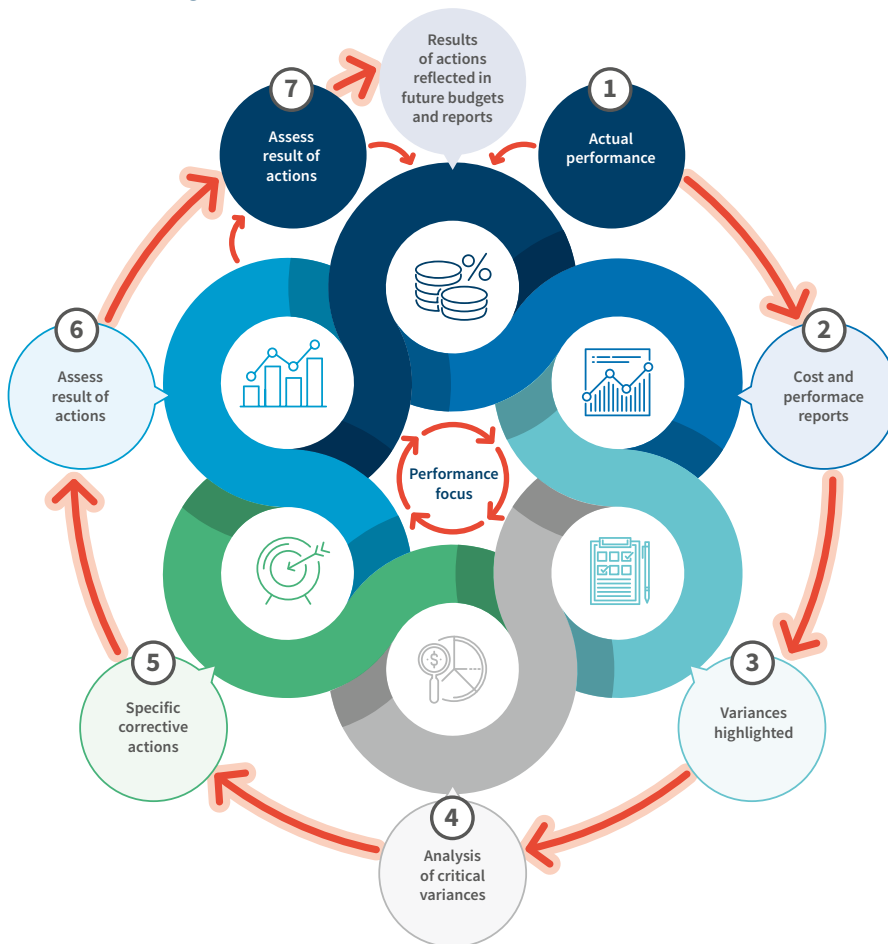 Results
of actions
reflected in
future budgets
and reports
1
Actual
performance
2
Cost and
performace
reports
3
Variances
highlighted
4
Analysis
of critical
variances
5
Specific
corrective
actions
6
Assess
result of
actions
7
Assess
result of
actions
Performance
focus
%
$